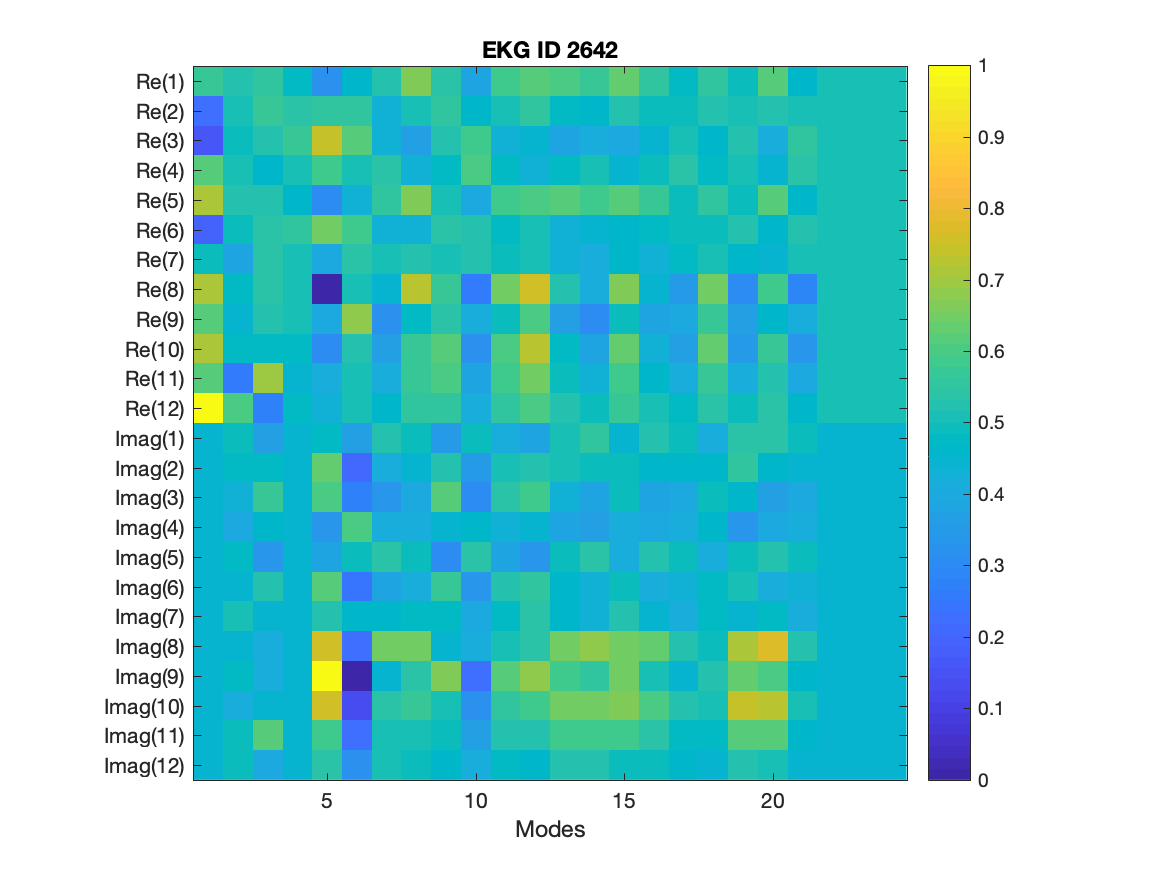 EKG ID 2642
Re(1)
Re(2)
Re(3)
Re(4)
Re(5)
Re(6)
Re(7)
Re(8)
Re(9)
Re(10)
Re(11)
Re(12)
Imag(1)
Imag(2)
Imag(3)
Imag(4)
Imag(5)
Imag(6)
Imag(7)
Imag(8)
Imag(9)
Imag(10)
Imag(11)
Imag(12)
5 10 15 20
Modes
1
0.9
0.8
0.7
0.6
0.5
0.4
0.3
0.2
0.1
0